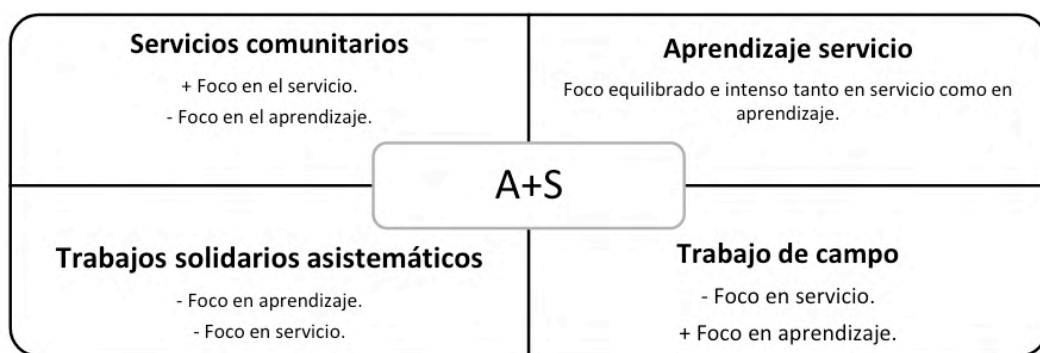 Servicios comunitarios
+ Foco en el servicio.
- Foco en el aprendizaje.
Aprendizaje servicio
Foco equilibrado e intenso tanto en servicio como en
aprendizaje.
A+S
Trabajos solidarios asistemáticos
- Foco en aprendizaje.
- Foco en servicio.
Trabajo de campo
- Foco en servicio.
+ Foco en aprendizaje.